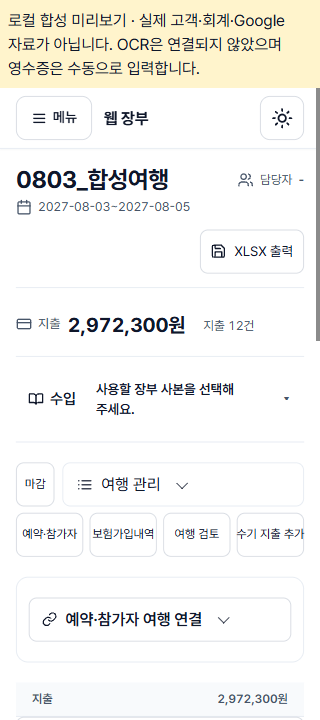 로컬 합성 미리보기 · 실제 고객·회계·Google
자료가 아닙니다. OCR은 연결되지 않았으며
영수증은 수동으로 입력합니다.
메뉴 웹 장부
0803_합성여행 담당자 -
2027-08-03~2027-08-05
XLSX 출력
지출 2,972,300원 지출 12건
수입 사용할 장부 사본을 선택해
주세요.
마감 여행 관리
예약·참가자 보험가입내역 여행 검토 수기 지출 추가
예약·참가자 여행 연결
지출 2,972,300원